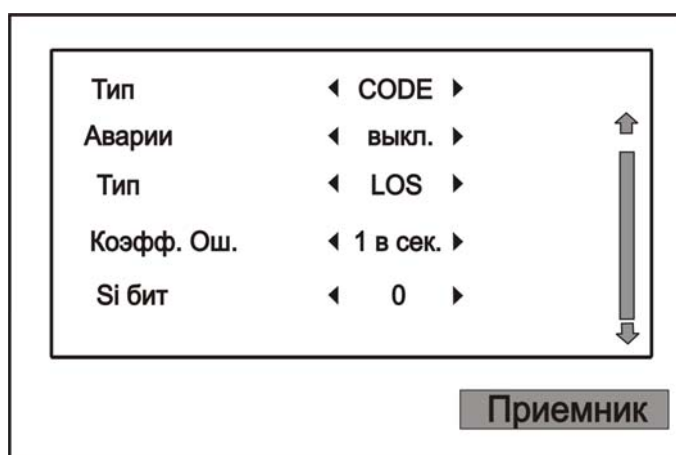 Тип CODE
Аварии выкл.
Тип LOS
Коэфф. Ош. 1 в сек.
Si бит 0
Приемник